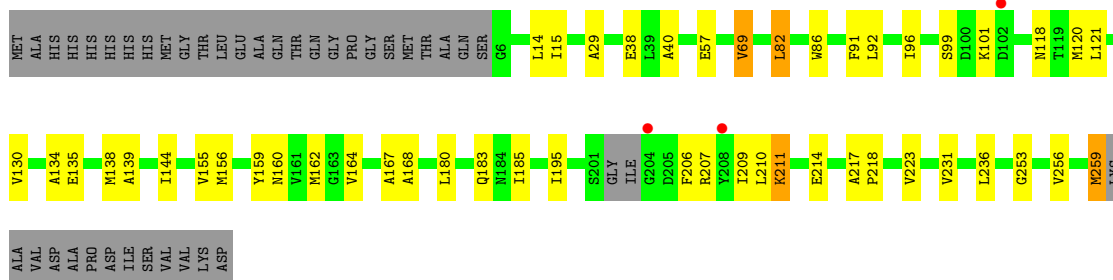 MET ALA HIS HIS HIS HIS HIS HIS MET GLY THR LEU GLU ALA GLN THR GLN GLY PRO GLY SER MET THR ALA GLN SER G6 L14 I15 A29 E38 L39 A40 E57 V69 L82 W86 F91 L92 I96 S99 D100 K101 D102 N118 T119 M120 L121
V130 A134 E135 M138 A139 I144 V155 M156 Y159 N160 V161 M162 G163 V164 A167 A168 L180 Q183 N184 I185 I195 S201 GLY ILE G204 D205 F206 R207 Y208 I209 L210 K211 E214 A217 P218 V223 V231 L236 G253 V256 M259
ALA VAL ASP ALA PRO ASP ILE SER VAL VAL LYS ASP